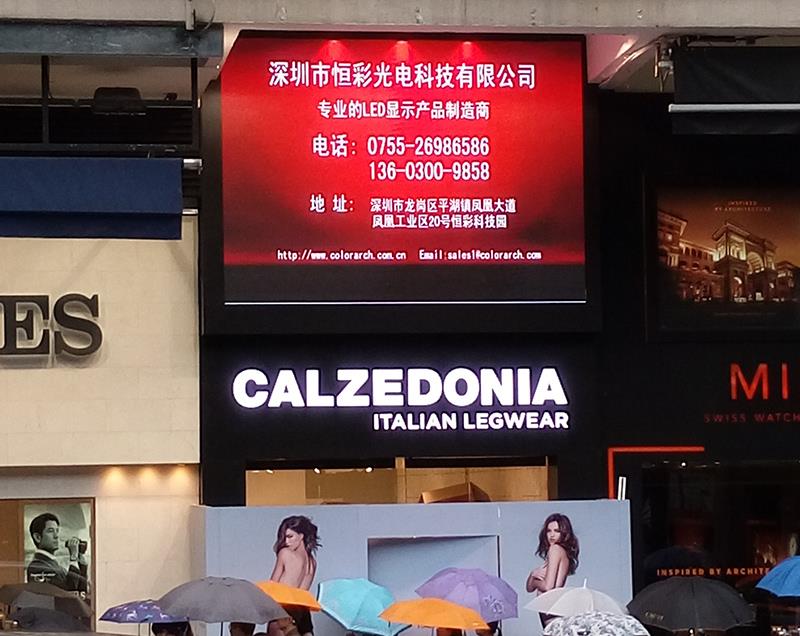 深圳市恒彩光电科技有限公司
专业的LED显示产品制造商
电话: 0755-26986586
136-0300-9858
地 址: 深圳市龙岗区平湖镇凤凰大道
凤凰工业区20号恒彩科技园
http://www.colorarch.com.cn Email:sales1@colorarch.com
INSPIRED
BY ARCHITECTURE
ES
CALZEDONIA
ITALIAN LEGWEAR
MI
SWISS WATCH
INSPIRED BY ARCHITE